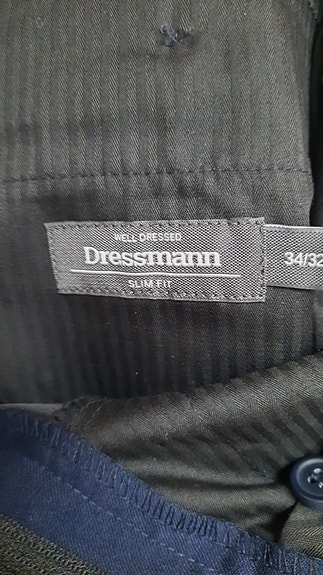 WELL DRESSED
Dressmann
SLIM FIT
34/32